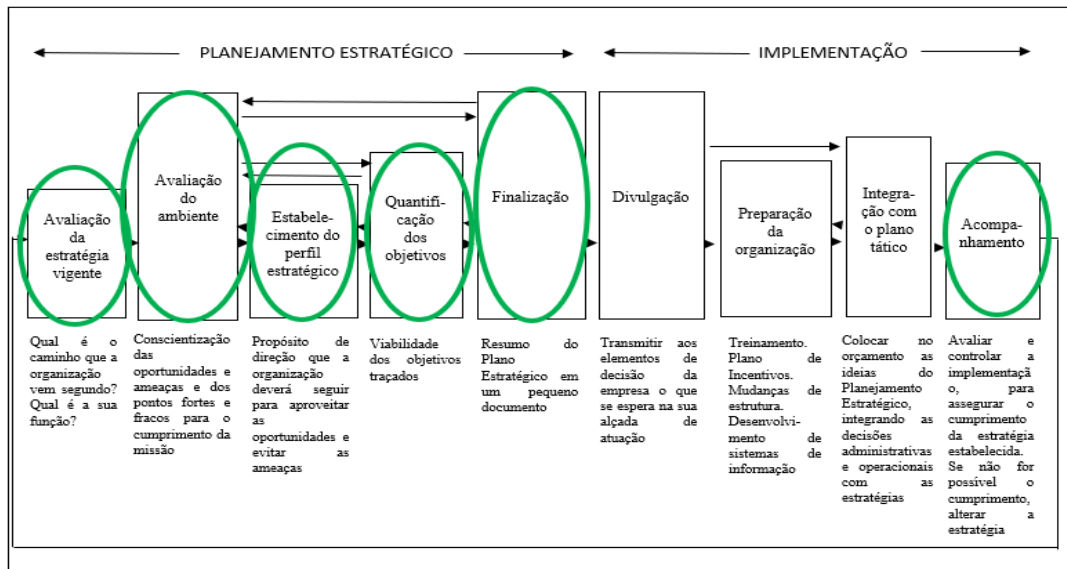 PLANEJAMENTO ESTRATÉGICO
IMPLEMENTAÇÃO
Avaliação
da
estratégia
vigente
Avaliação
do
ambiente
Estabele-
cimento do
perfil
estratégico
Quantifi-
cação
dos
objetivos
Finalização
Divulgação
Preparação
da
organização
Integração
com o
plano
tático
Acompa-
nhamento
Qual é o
caminho que a
organização
vem segundo?
Qual é a sua
função?
Conscientização
das
oportunidades e
ameaças e dos
pontos fortes e
fracos para o
cumprimento da
missão
Propósito de
direção que a
organização
deverá seguir
para aproveitar
as
oportunidades e
evitar as
ameaças
Viabilidade
dos objetivos
traçados
Resumo do
Plano
Estratégico em
um pequeno
documento
Transmitir aos
elementos de
decisão da
empresa o que
se espera na sua
alçada de
atuação
Treinamento.
Plano de
Incentivos.
Mudanças de
estrutura.
Desenvolvi-
mento de
sistemas de
informação
Colocar no
orçamento as
ideias do
Planejamento
Estratégico,
integrando as
decisões
administrativas
e operacionais
com as
estratégias
Avaliar e
controlar a
implementaçã
o, para
assegurar o
cumprimento
da estratégia
estabelecida.
Se não for
possível o
cumprimento,
alterar a
estratégia